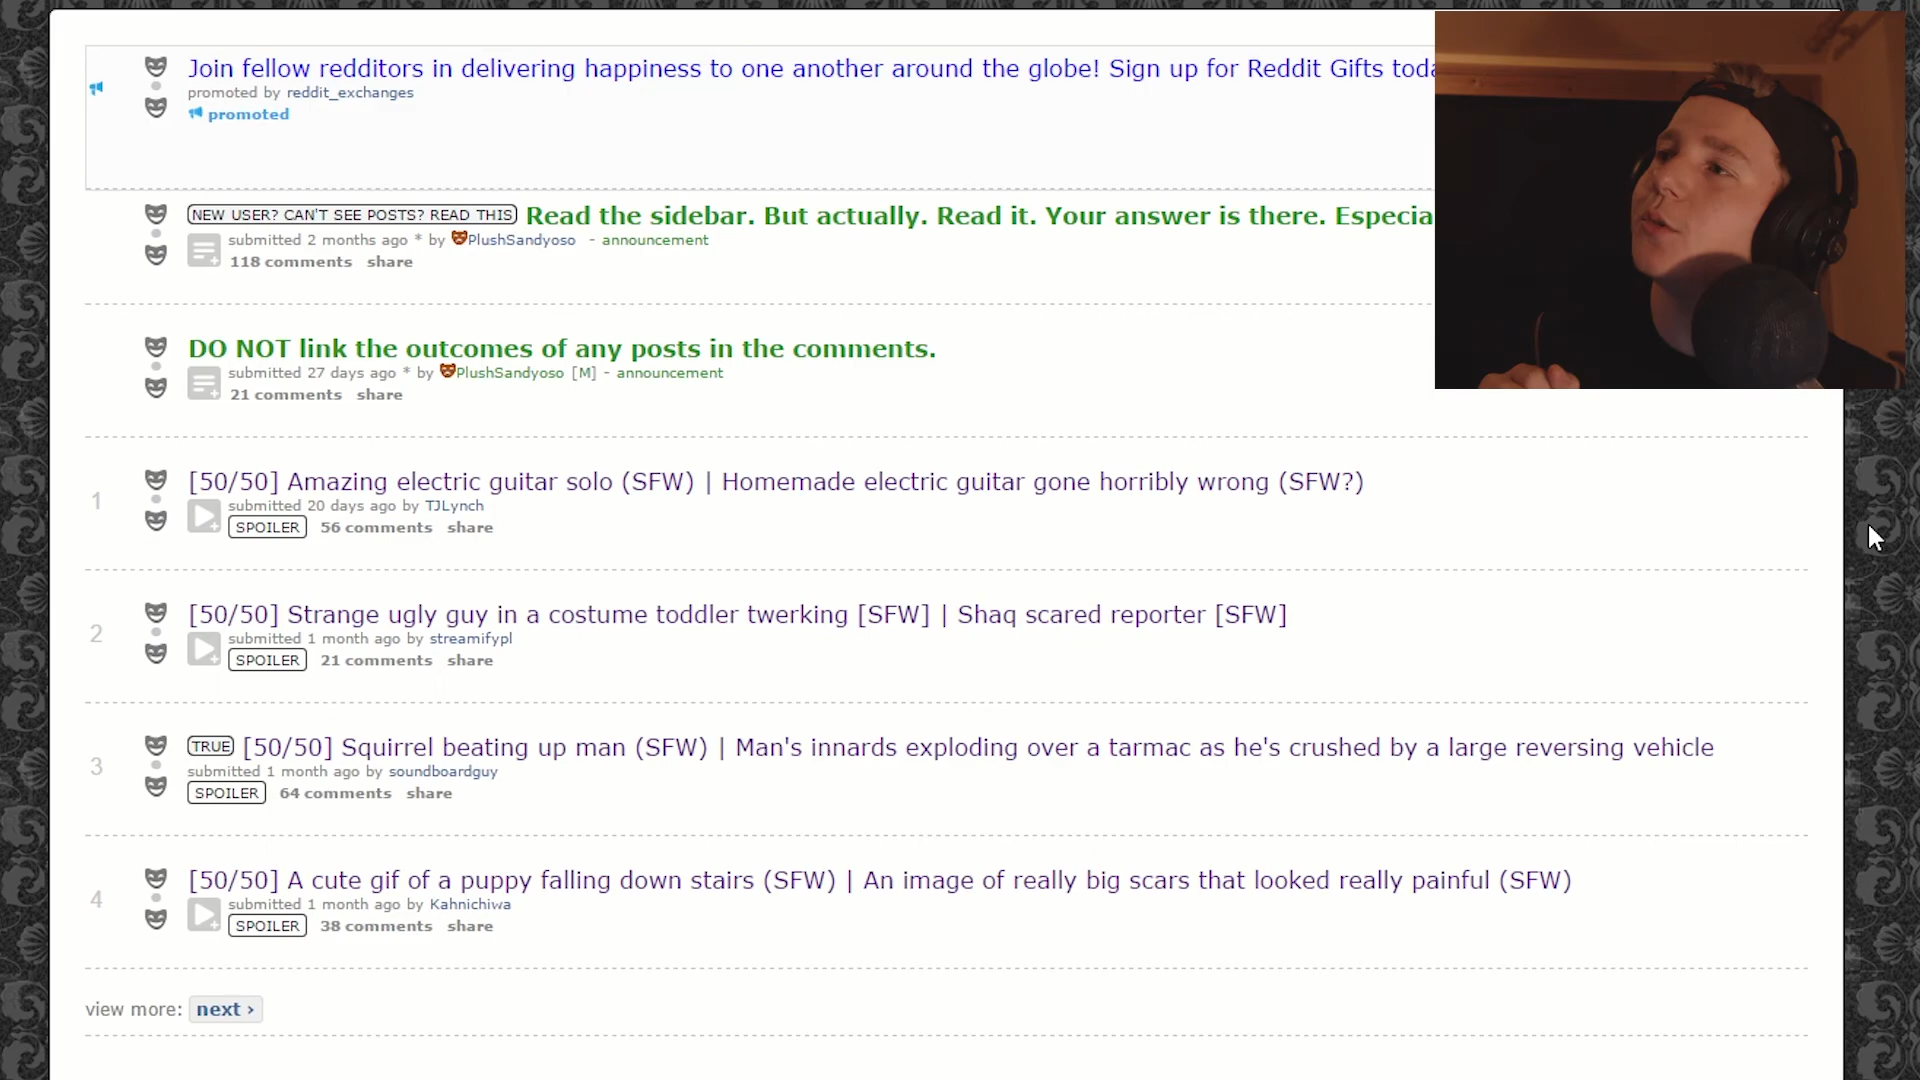 Join fellow redditors in delivering happiness to one another around the globe! Sign up for Reddit Gifts
promoted by reddit_exchanges
promoted
NEW USER? CAN'T SEE POSTS? READ THIS Read the sidebar. But actually. Read it. Your answer is there.
submitted 2 months ago * by PlushSandyoso - announcement
118 comments share
DO NOT link the outcomes of any posts in the comments.
submitted 27 days ago * by PlushSandyoso [M] - announcement
21 comments share
1
[50/50] Amazing electric guitar solo (SFW) | Homemade electric guitar gone horribly wrong (SFW?)
submitted 20 days ago by TJLynch
SPOILER 56 comments share
2
[50/50] Strange ugly guy in a costume toddler twerking [SFW] | Shaq scared reporter [SFW]
submitted 1 month ago by streamifypl
SPOILER 21 comments share
3
TRUE [50/50] Squirrel beating up man (SFW) | Man's innards exploding over a tarmac as he's crushed by a large reversing vehicle
submitted 1 month ago by soundboardguy
SPOILER 64 comments share
4
[50/50] A cute gif of a puppy falling down stairs (SFW) | An image of really big scars that looked really painful (SFW)
submitted 1 month ago by Kahnichiwa
SPOILER 38 comments share
view more: next ›